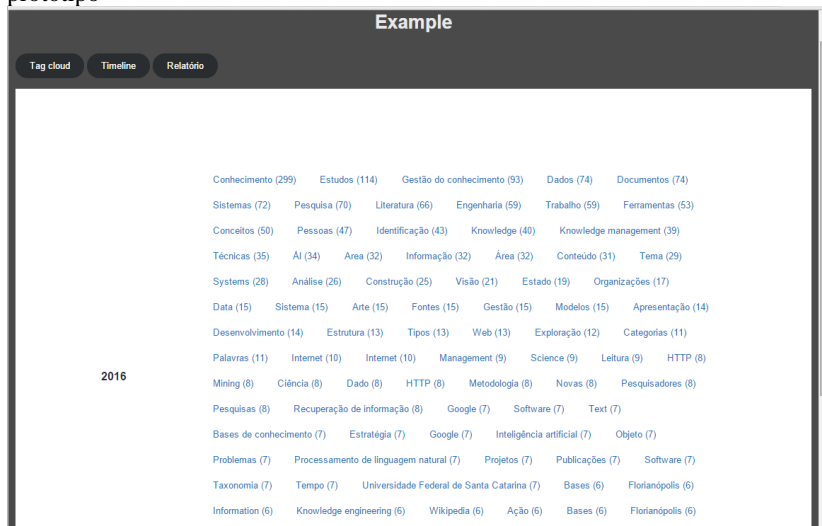 protótipo
Example
Tag cloud Timeline Relatório
Conhecimento (299) Estudos (114) Gestão do conhecimento (93) Dados (74) Documentos (74)
Sistemas (72) Pesquisa (70) Literatura (66) Engenharia (59) Trabalho (59) Ferramentas (53)
Conceitos (50) Pessoas (47) Identificação (43) Knowledge (40) Knowledge management (39)
Técnicas (35) ÂI (34) Area (32) Informação (32) Área (32) Conteúdo (31) Tema (29)
Systems (28) Análise (26) Construção (25) Visão (21) Estado (19) Organizações (17)
Data (15) Sistema (15) Arte (15) Fontes (15) Gestão (15) Modelos (15) Apresentação (14)
Desenvolvimento (14) Estrutura (13) Tipos (13) Web (13) Exploração (12) Categorias (11)
Palavras (11) Internet (10) Internet (10) Management (9) Science (9) Leitura (9) HTTP (8)
2016
Mining (8) Ciência (8) Dado (8) HTTP (8) Metodologia (8) Novas (8) Pesquisadores (8)
Pesquisas (8) Recuperação de informação (8) Google (7) Software (7) Text (7)
Bases de conhecimento (7) Estratégia (7) Google (7) Inteligência artificial (7) Objeto (7)
Problemas (7) Processamento de linguagem natural (7) Projetos (7) Publicações (7) Software (7)
Taxonomia (7) Tempo (7) Universidade Federal de Santa Catarina (7) Bases (6) Florianópolis (6)
Information (6) Knowledge engineering (6) Wikipedia (6) Ação (6) Bases (6) Florianópolis (6)